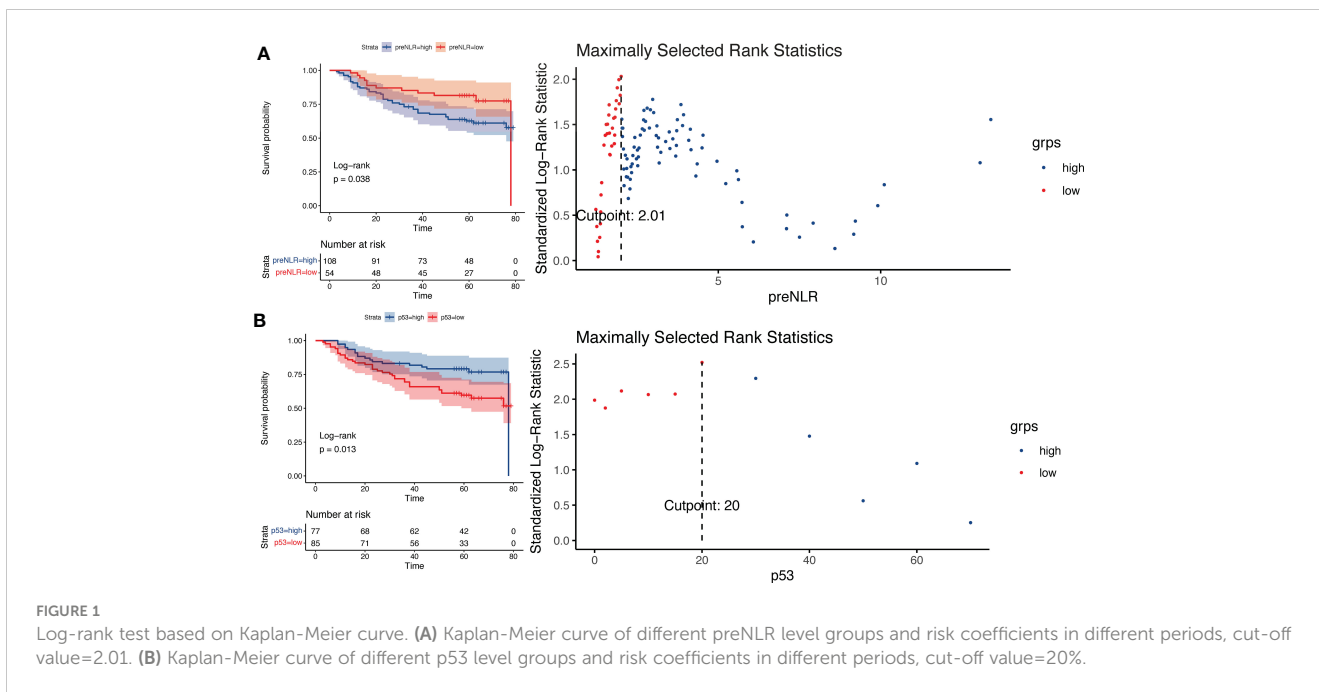 A
Strata preNLR=high preNLR=low
Survival probability
1.00
0.75
0.50
0.25
0.00
Log-rank
p = 0.038
0 20 40 60 80
Time
Number at risk
Strata
preNLR=high 108 91 73 48 0
preNLR=low 54 48 45 27 0
0 20 40 60 80
Time
Maximally Selected Rank Statistics
Standardized Log-Rank Statistic
2.0
1.5
1.0
0.5
0.0
Cutpoint: 2.01
5 10
preNLR
grps
high
low
B
Strata p53=high p53=low
Survival probability
1.00
0.75
0.50
0.25
0.00
Log-rank
p = 0.013
0 20 40 60 80
Time
Number at risk
Strata
p53=high 77 68 62 42 0
p53=low 85 71 56 33 0
0 20 40 60 80
Time
Maximally Selected Rank Statistics
Standardized Log-Rank Statistic
2.5
2.0
1.5
1.0
0.5
0.0
Cutpoint: 20
0 20 40 60
p53
grps
high
low
FIGURE 1
Log-rank test based on Kaplan-Meier curve. (A) Kaplan-Meier curve of different preNLR level groups and risk coefficients in different periods, cut-off
value=2.01. (B) Kaplan-Meier curve of different p53 level groups and risk coefficients in different periods, cut-off value=20%.